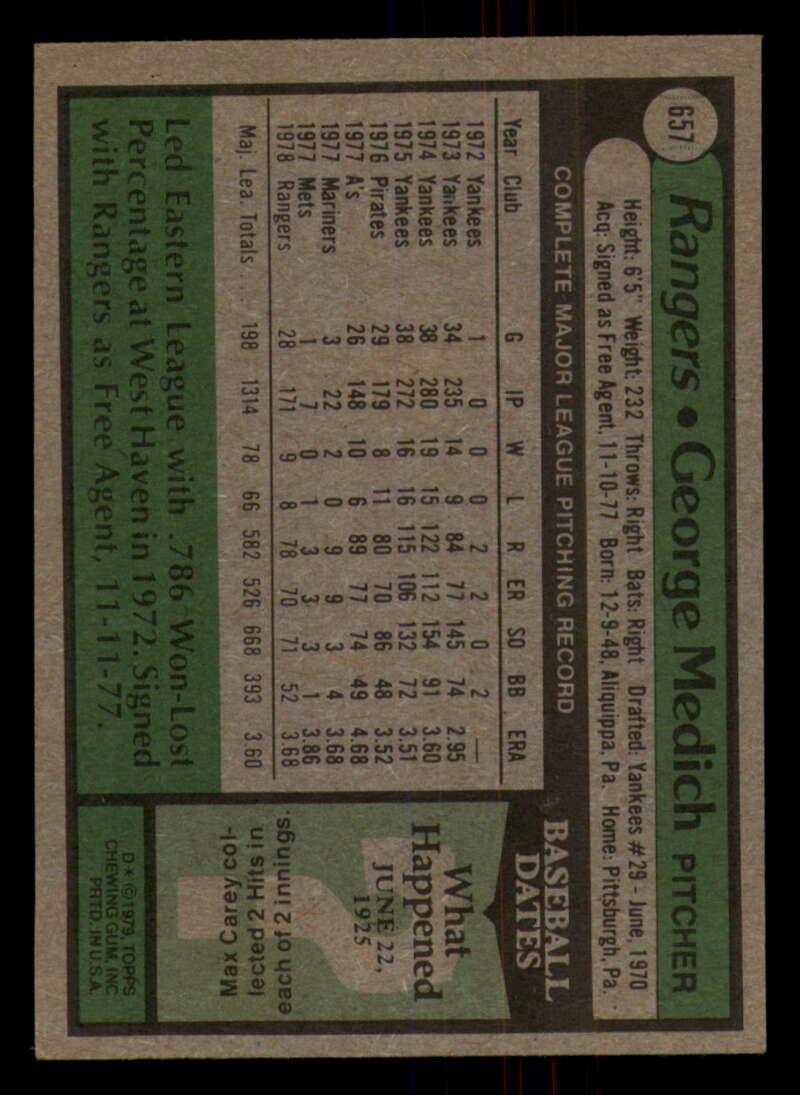 657
Rangers • George Medich PITCHER
Height: 6'5" Weight: 232 Throws: Right Bats: Right Drafted: Yankees #29 - June, 1970
Acq: Signed as Free Agent, 11-10-77 Born: 12-9-48, Aliquippa, Pa. Home: Pittsburgh, Pa.
COMPLETE MAJOR LEAGUE PITCHING RECORD
Year Club G IP W L R ER SO BB ERA
1972 Yankees 1 0 0 0 2 2 0 2 —
1973 Yankees 34 235 14 9 84 77 145 74 2.95
1974 Yankees 38 280 19 15 122 112 154 91 3.60
1975 Yankees 38 272 16 16 115 106 132 72 3.51
1976 Pirates 29 179 8 11 80 70 86 48 3.52
1977 A's 26 148 10 6 89 77 74 49 4.68
1977 Mariners 3 22 2 0 9 9 3 4 3.68
1977 Mets 1 7 0 1 3 3 3 1 3.86
1978 Rangers 28 171 9 8 78 70 71 52 3.68
Maj. Lea. Totals . . 198 1314 78 66 582 526 668 393 3.60
Led Eastern League with .786 Won-Lost
Percentage at West Haven in 1972. Signed
with Rangers as Free Agent, 11-11-77.
BASEBALL
DATES
What
Happened
JUNE 22,
1925
Max Carey col-
lected 2 Hits in
each of 2 innings.
D* © 1979, TOPPS
CHEWING GUM, INC
PRTD. IN U.S.A.